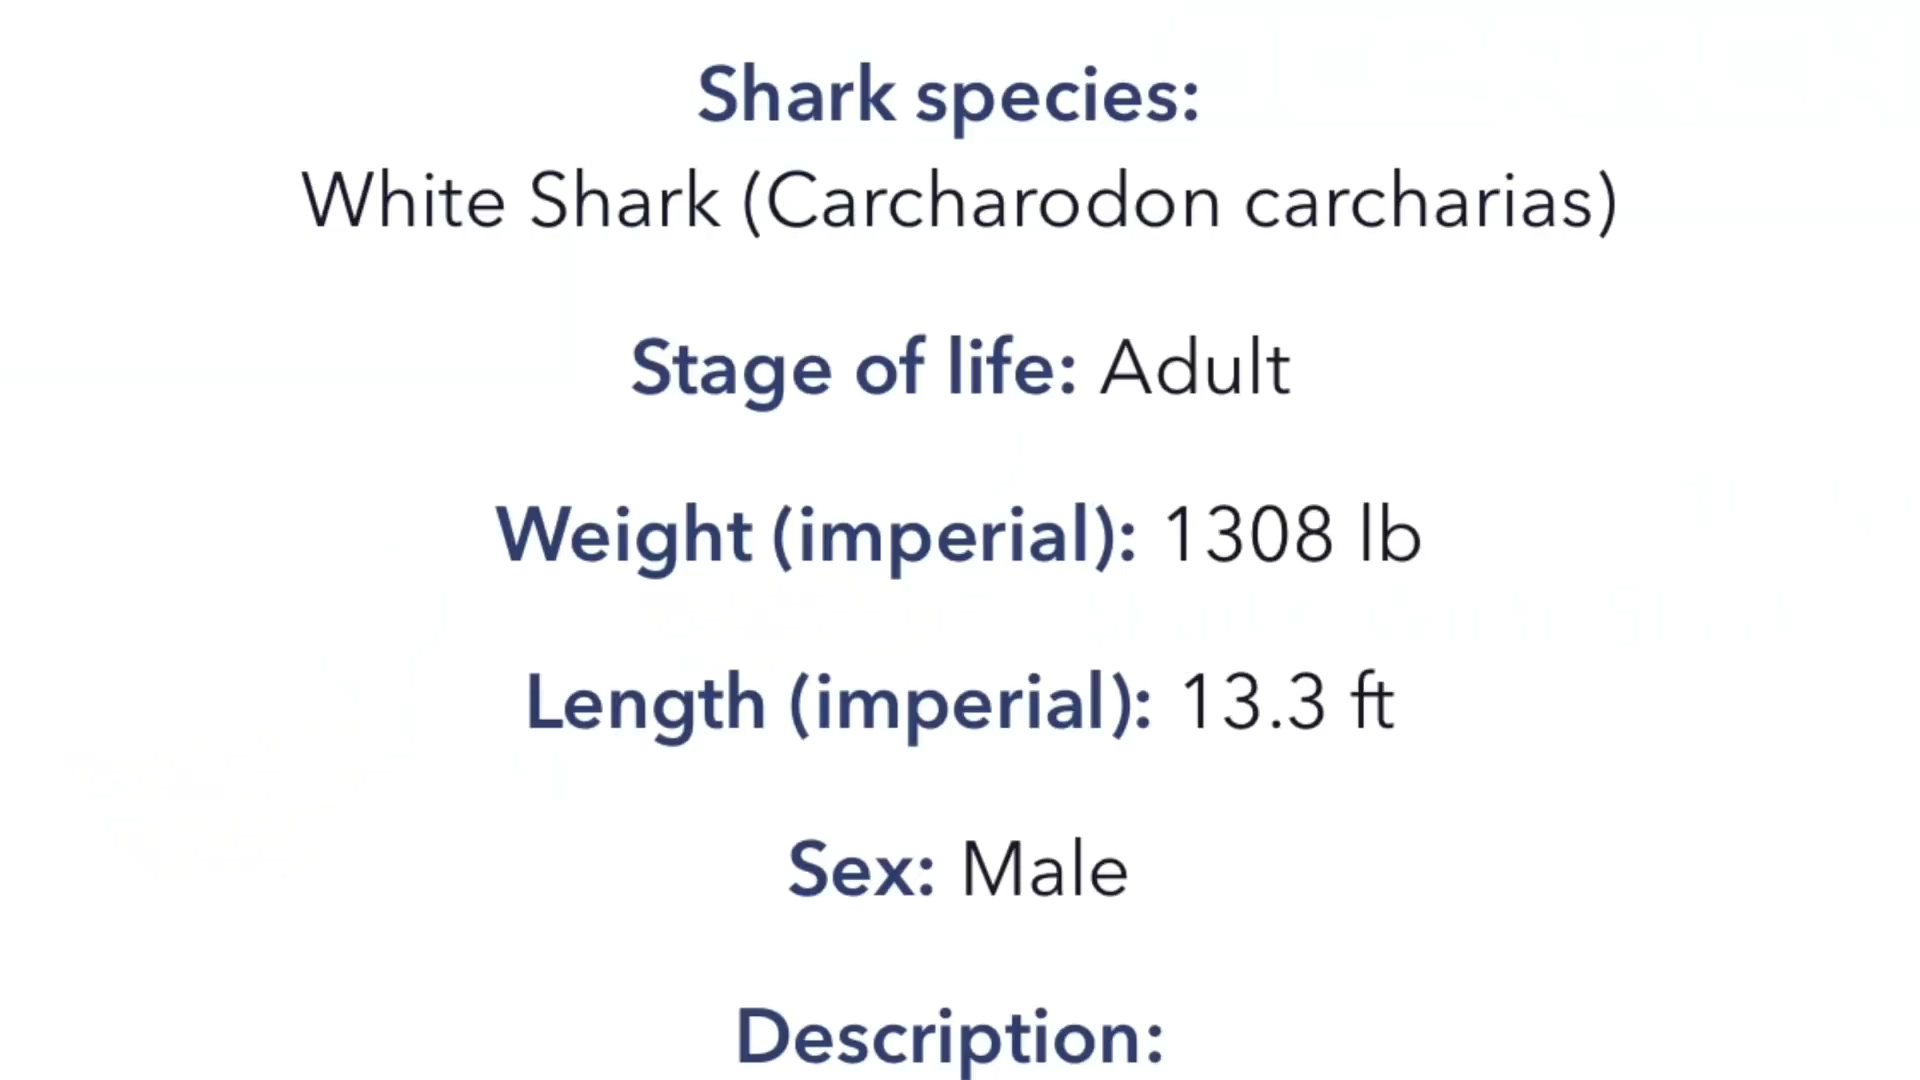 Shark species:
White Shark (Carcharodon carcharias)
Stage of life: Adult
Weight (imperial): 1308 lb
Length (imperial): 13.3 ft
Sex: Male
Description: